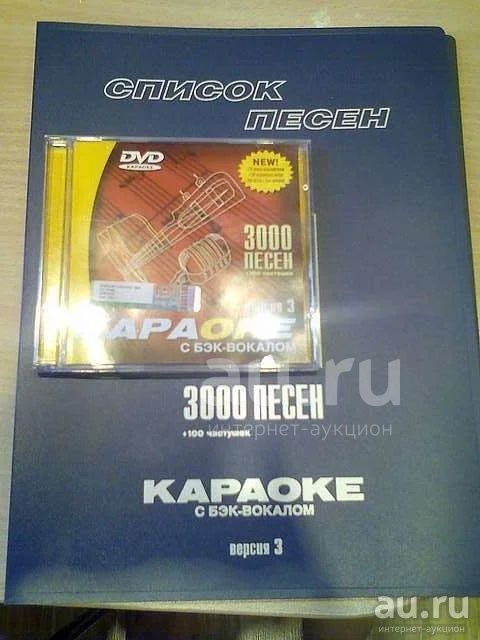 СПИСОК
ПЕСЕН
DVD
КАРАОКЕ
NEW!
3000
ПЕСЕН
+100 частушек
версия 3
КАРАОКЕ
С БЭК-ВОКАЛОМ
au.ru
интернет-аукцион
3000 ПЕСЕН
+100 частушек
КАРАОКЕ
С БЭК-ВОКАЛОМ
версия 3
au.ru
интернет-аукцион